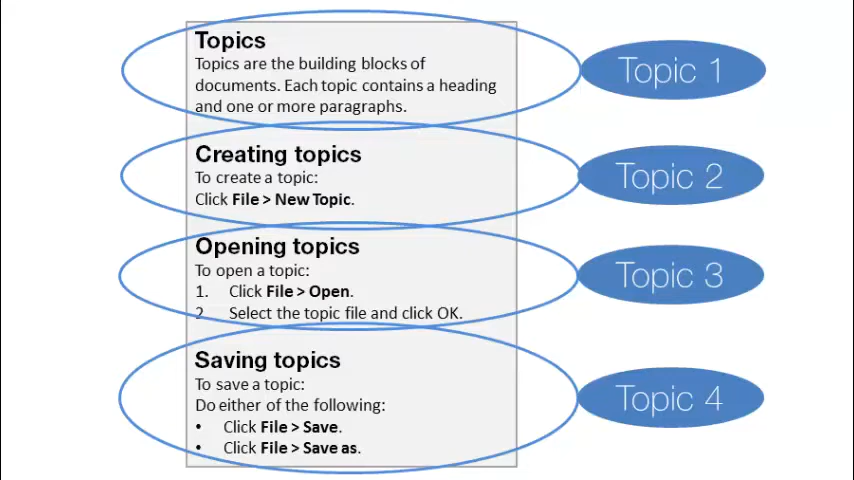 Topics
Topics are the building blocks of
documents. Each topic contains a heading
and one or more paragraphs.
Topic 1
Creating topics
To create a topic:
Click File > New Topic.
Topic 2
Opening topics
To open a topic:
1. Click File > Open.
2 Select the topic file and click OK.
Topic 3
Saving topics
To save a topic:
Do either of the following:
• Click File > Save.
• Click File > Save as.
Topic 4